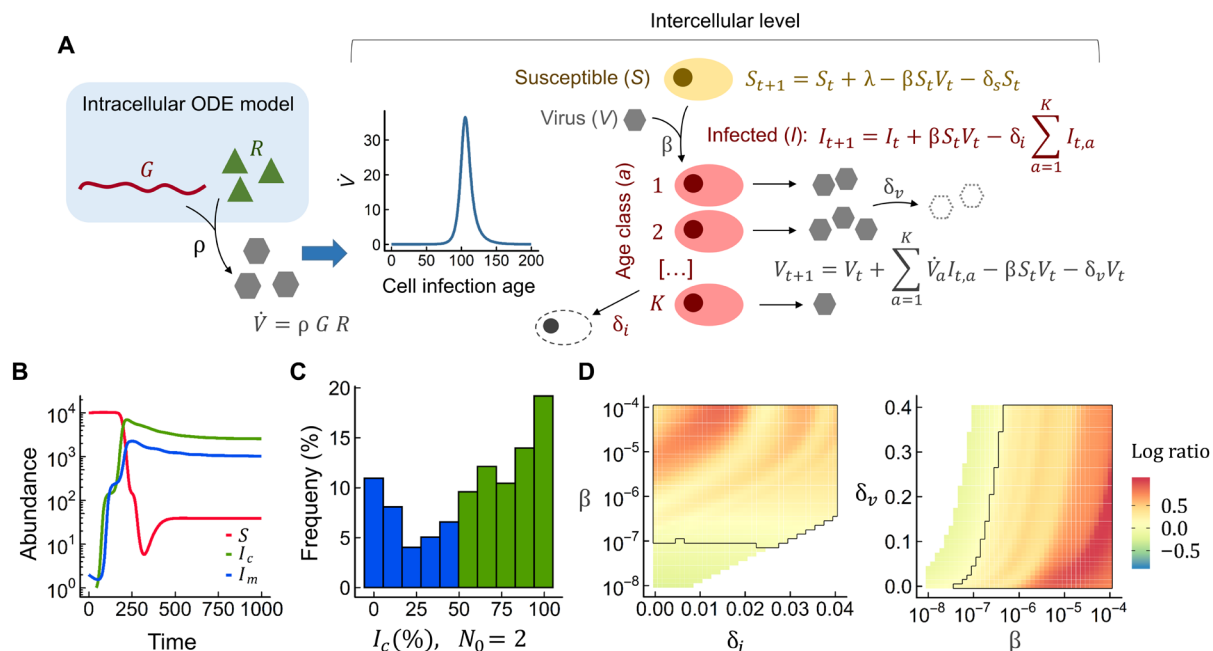 A
Intercellular level
Intracellular ODE model
G
R
ρ
V̇ = ρ G R
V̇
30
20
10
0
0 50 100 150 200
Cell infection age
Susceptible (S)
S_{t+1} = S_t + λ − βS_tV_t − δ_sS_t
Virus (V)
β
Infected (I): I_{t+1} = I_t + βS_tV_t − δ_i ∑_{a=1}^{K} I_{t,a}
Age class (a)
1
2
[...]
K
δ_v
δ_i
V_{t+1} = V_t + ∑_{a=1}^{K} V̇_aI_{t,a} − βS_tV_t − δ_vV_t
B
Abundance
10^4
10^3
10^2
10^1
10^0
S
I_c
I_m
0 250 500 750 1000
Time
C
Frequeny (%)
20
15
10
5
0
0 25 50 75 100
I_c(%), N_0 = 2
D
β
10^−4
10^−5
10^−6
10^−7
10^−8
0.00 0.01 0.02 0.03 0.04
δ_i
δ_v
0.4
0.3
0.2
0.1
0.0
10^−8 10^−7 10^−6 10^−5 10^−4
β
Log ratio
0.5
0.0
−0.5